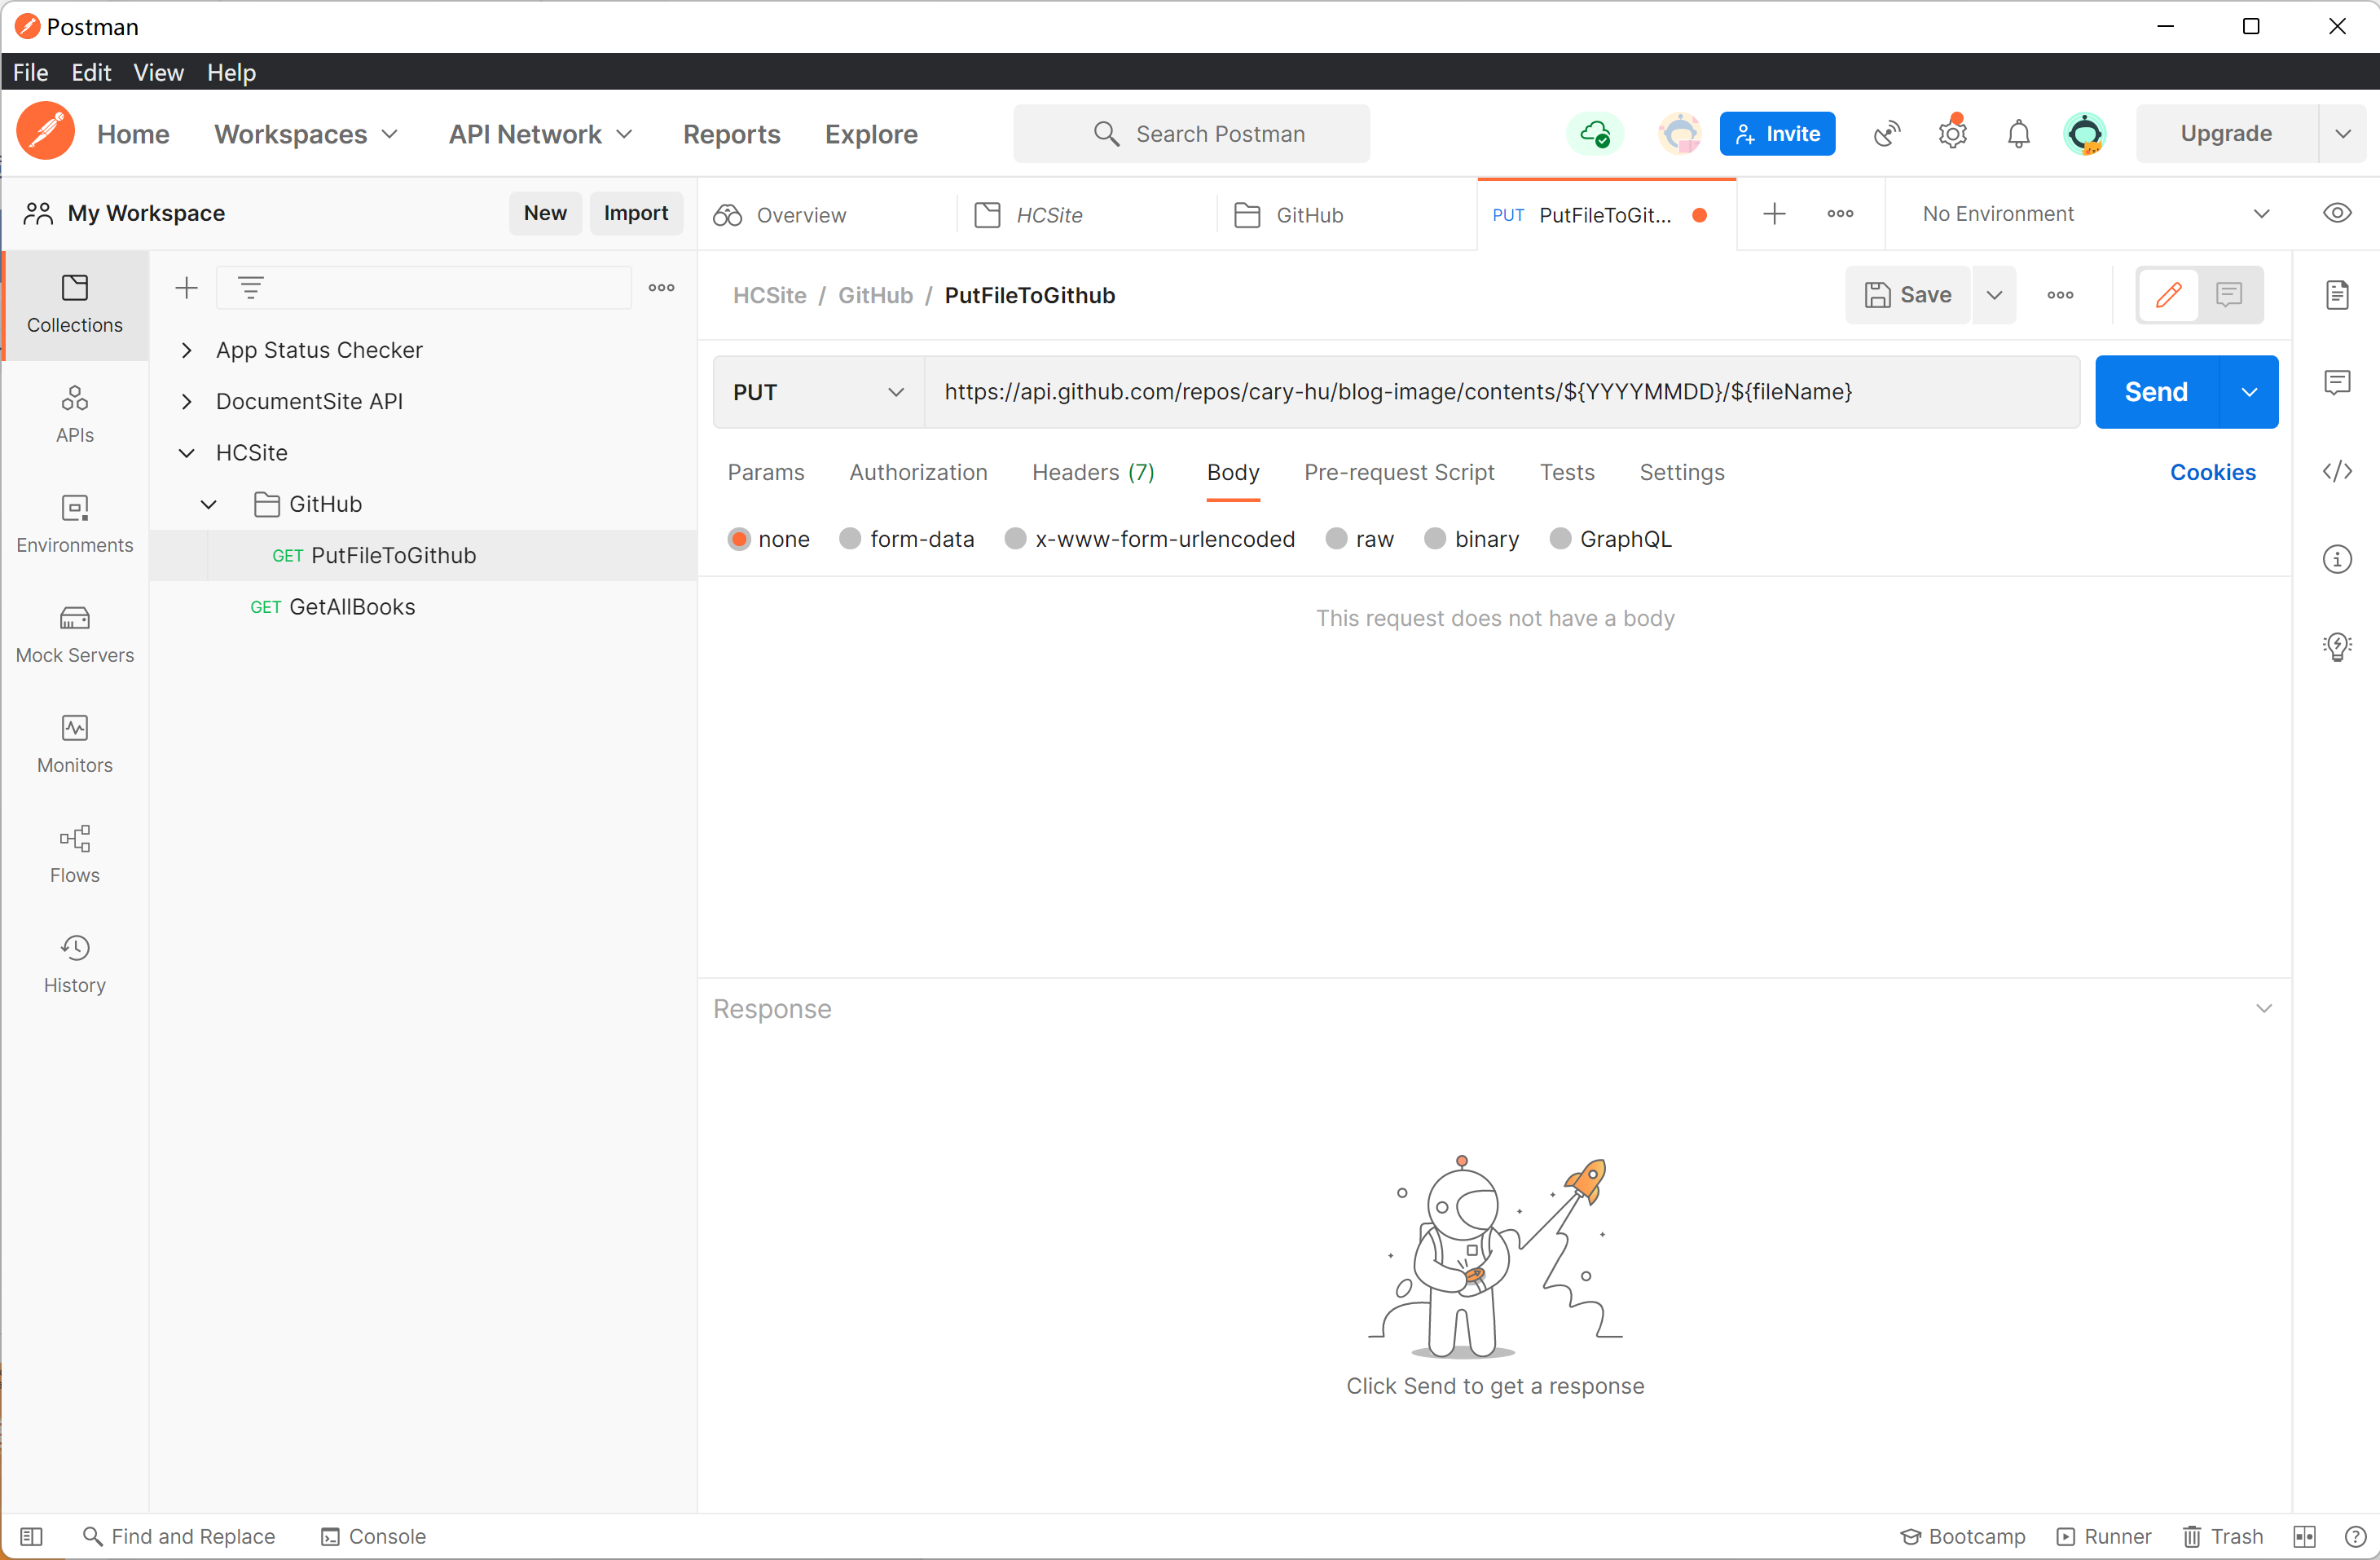 Postman
File Edit View Help
Home Workspaces API Network Reports Explore Search Postman Invite Upgrade
My Workspace New Import Overview HCSite GitHub PUT PutFileToGit... No Environment
Collections
APIs
Environments
Mock Servers
Monitors
Flows
History
App Status Checker
DocumentSite API
HCSite
GitHub
GET PutFileToGithub
GET GetAllBooks
HCSite / GitHub / PutFileToGithub Save
PUT https://api.github.com/repos/cary-hu/blog-image/contents/${YYYYMMDD}/${fileName} Send
Params Authorization Headers (7) Body Pre-request Script Tests Settings Cookies
none form-data x-www-form-urlencoded raw binary GraphQL
This request does not have a body
Response
Click Send to get a response
Find and Replace Console Bootcamp Runner Trash